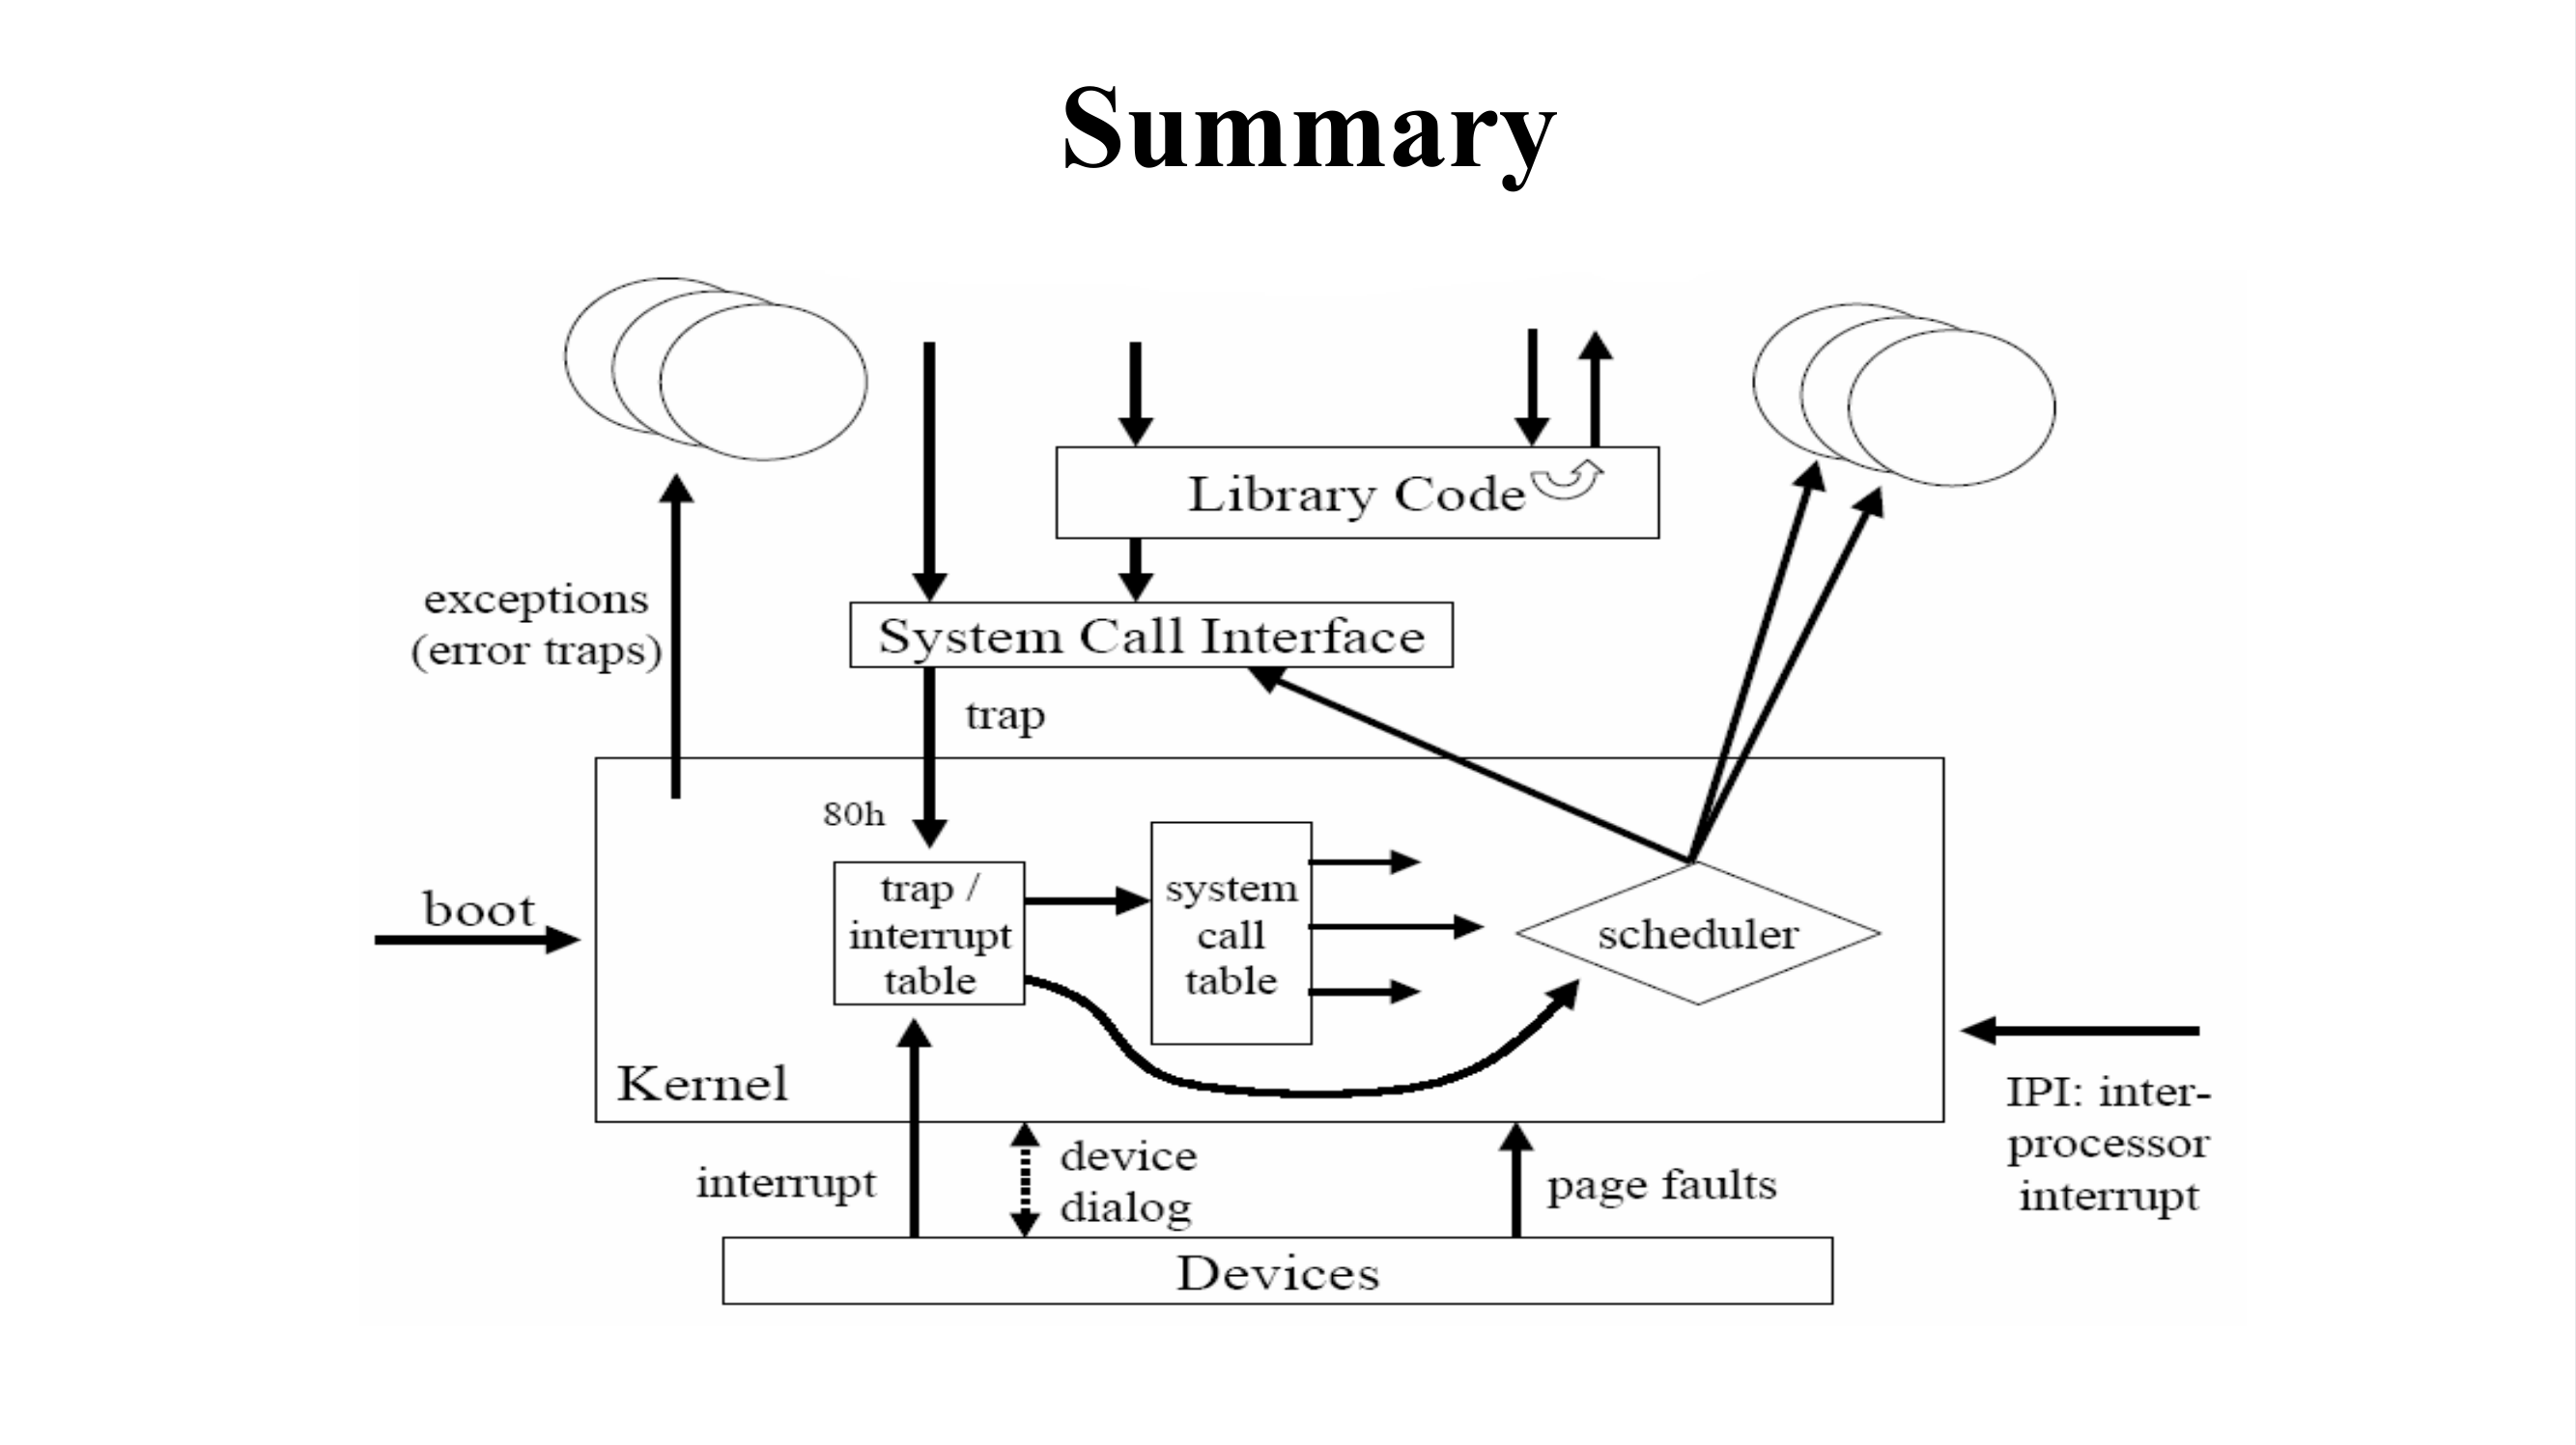 Summary
Library Code
exceptions
(error traps)
System Call Interface
trap
80h
boot
trap /
interrupt
table
system
call
table
scheduler
Kernel
IPI: inter-
processor
interrupt
interrupt
device
dialog
page faults
Devices